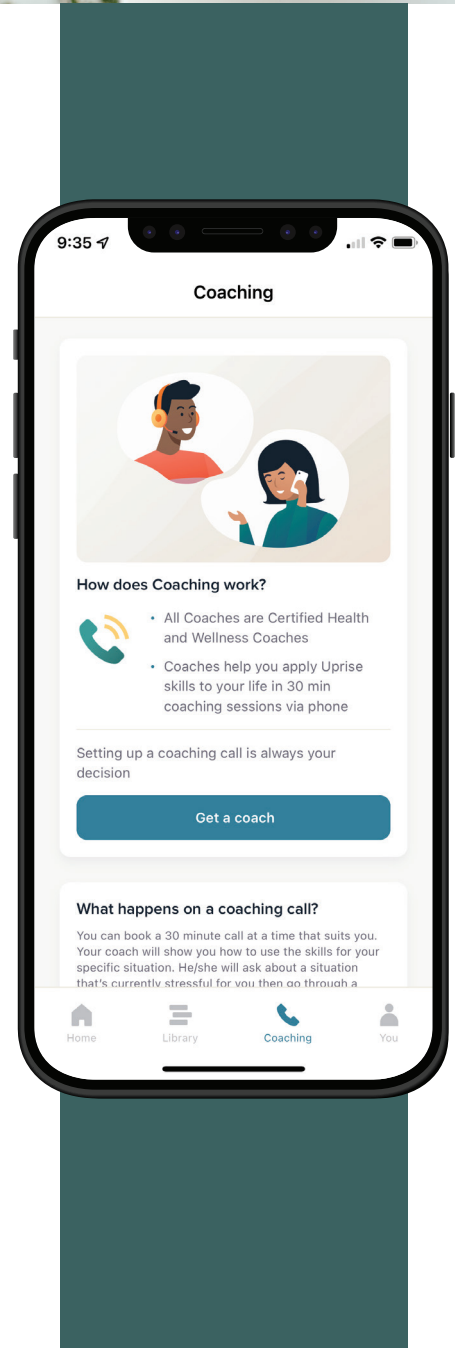 9:35
Coaching
How does Coaching work?
• All Coaches are Certified Health
and Wellness Coaches
• Coaches help you apply Uprise
skills to your life in 30 min
coaching sessions via phone
Setting up a coaching call is always your
decision
Get a coach
What happens on a coaching call?
You can book a 30 minute call at a time that suits you.
Your coach will show you how to use the skills for your
specific situation. He/she will ask about a situation
that's currently stressful for you then go through a
Home
Library
Coaching
You